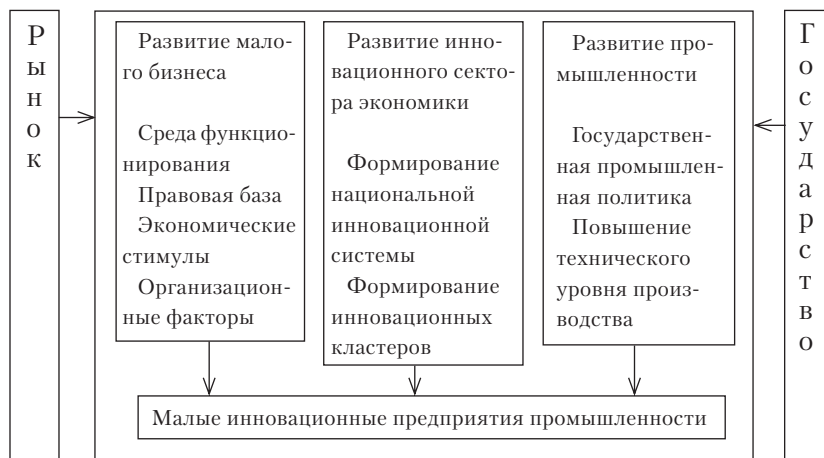 Рынок
Развитие мало-
го бизнеса
Среда функцио-
нирования
Правовая база
Экономические
стимулы
Организацион-
ные факторы
Развитие инно-
вационного секто-
ра экономики
Формирование
национальной
инновационной
системы
Формирование
инновационных
кластеров
Развитие про-
мышленности
Государствен-
ная промышлен-
ная политика
Повышение
технического
уровня произ-
водства
Государство
Малые инновационные предприятия промышленности